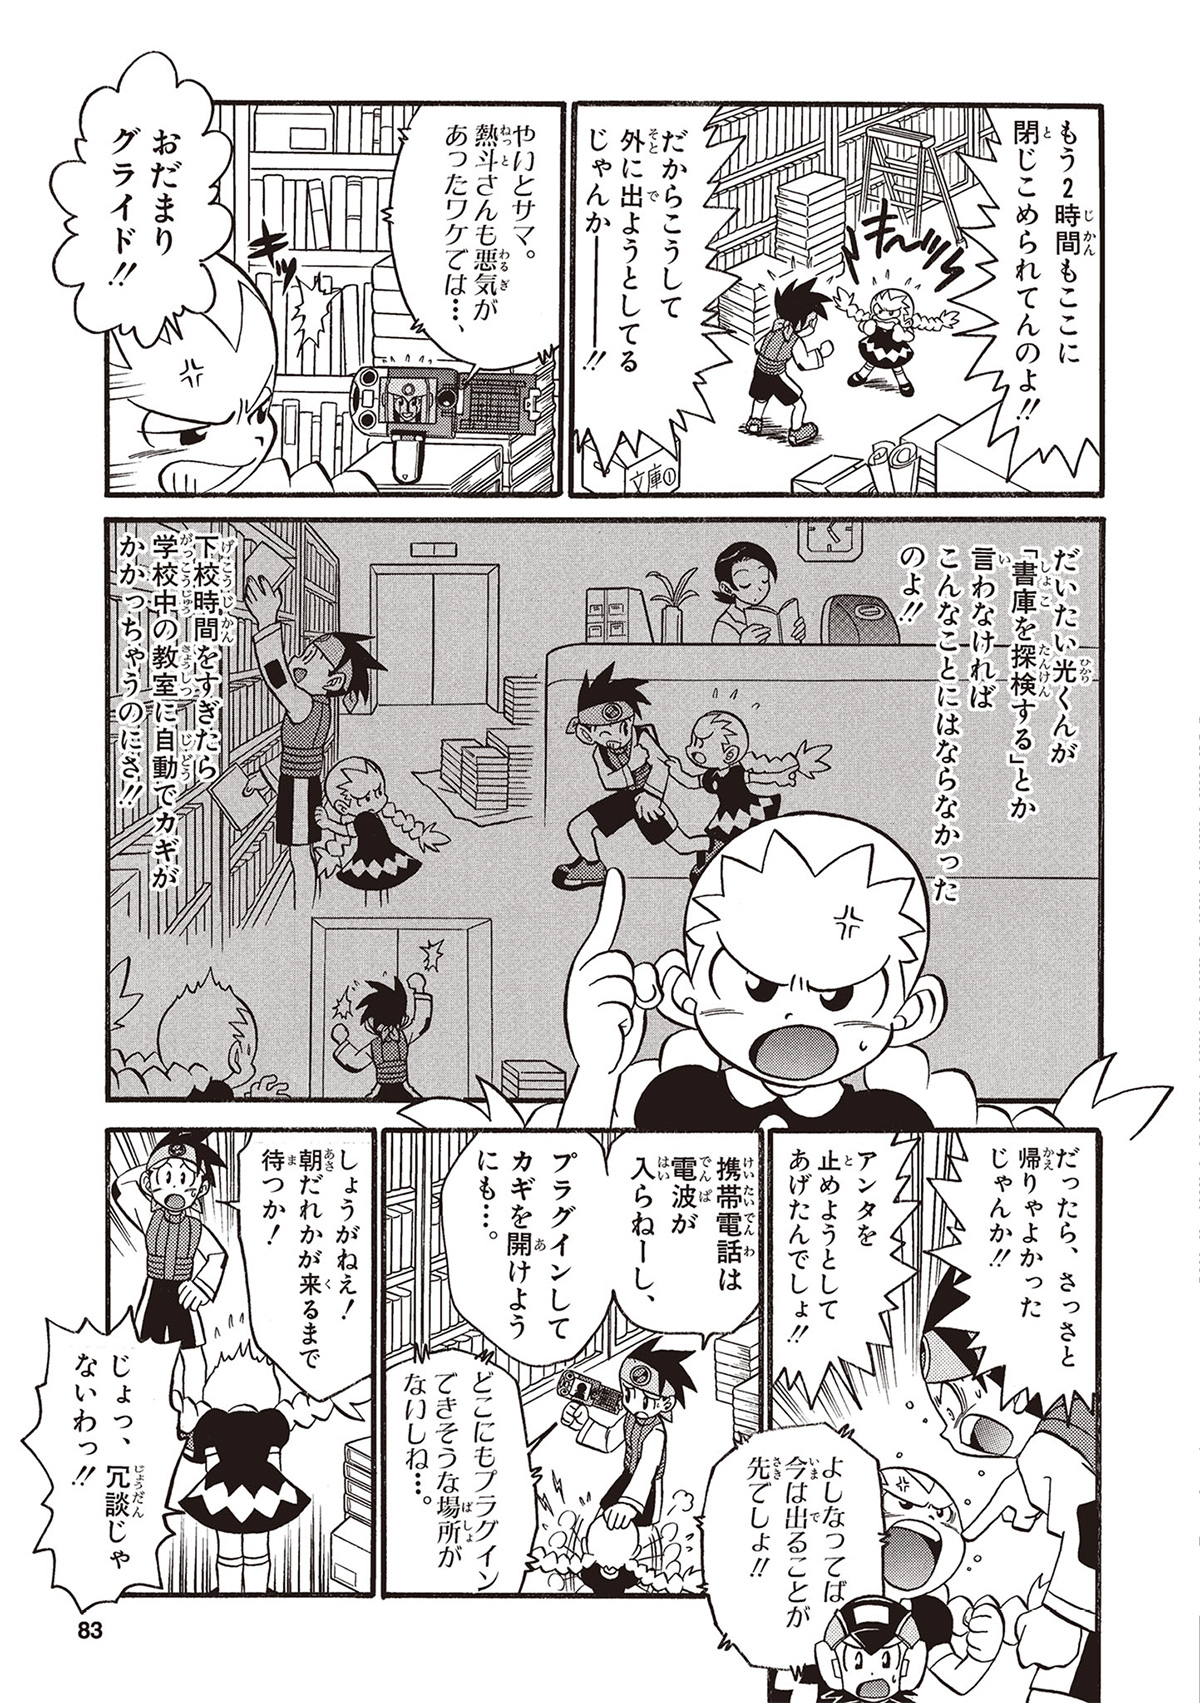 もう2時間もここに
閉じこめられてんのよ!!
キーッ
だからこうして
外に出ようとしてる
じゃんかーーー!!
文庫①
やいとサマ。
熱斗さんも悪気が
あったワケでは…、
キッ
おだまり
グライド!!
だいたい光くんが
「書庫を探検する」とか
言わなければ
こんなことにはならなかった
のよ!!
下校時間をすぎたら
学校中の教室に自動でカギが
かかっちゃうのにさ!!
だったら、さっさと
帰りゃよかった
じゃんか!!
アンタを
止めようとして
あげたんでしょ!!
よしなってば
今は出ることが
先でしょ!!
携帯電話は
電波が
入らねーし、
プラグインして
カギを開けよう
にも…。
どこにもプラグイン
できそうな場所が
ないしね…。
しょうがねえ!
朝だれかが来るまで
待つか!
じょっ、冗談じゃ
ないわっ!!
83